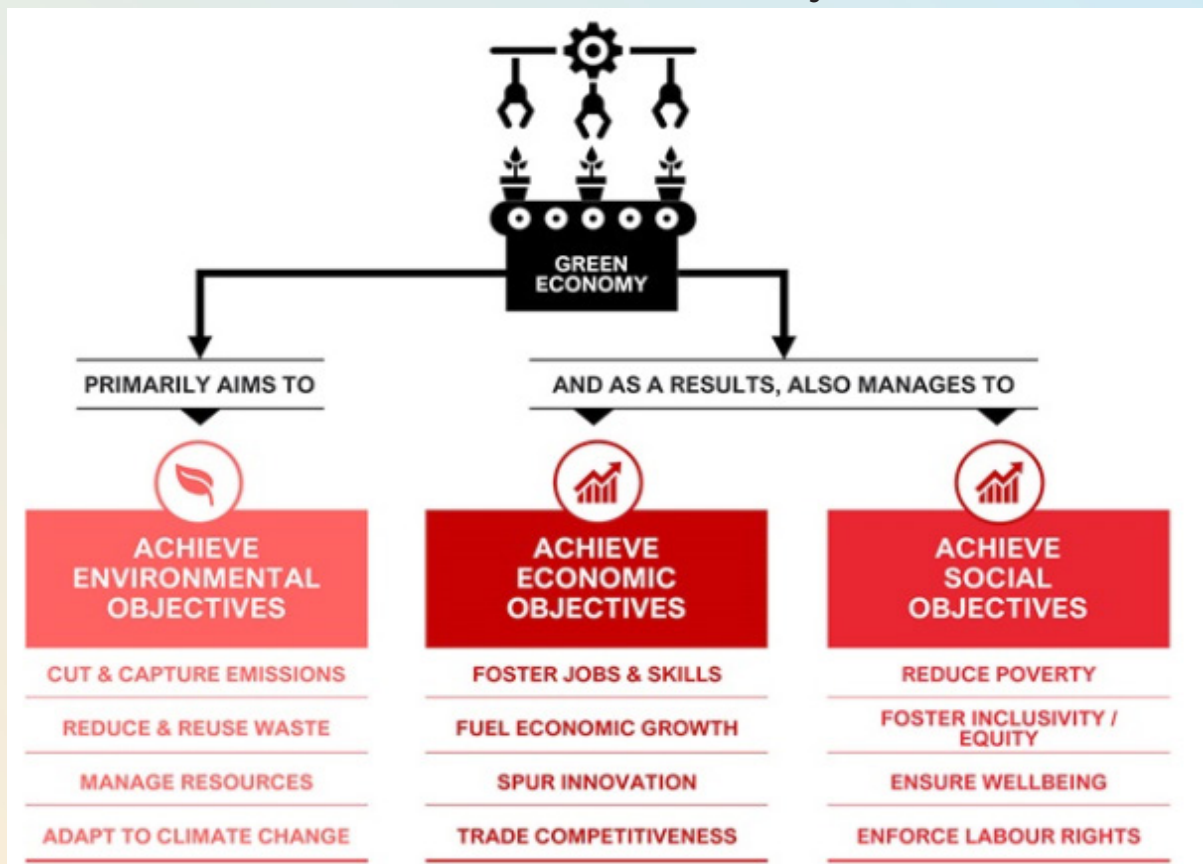 GREEN
ECONOMY
PRIMARILY AIMS TO
AND AS A RESULTS, ALSO MANAGES TO
ACHIEVE
ENVIRONMENTAL
OBJECTIVES
CUT & CAPTURE EMISSIONS
REDUCE & REUSE WASTE
MANAGE RESOURCES
ADAPT TO CLIMATE CHANGE
ACHIEVE
ECONOMIC
OBJECTIVES
FOSTER JOBS & SKILLS
FUEL ECONOMIC GROWTH
SPUR INNOVATION
TRADE COMPETITIVENESS
ACHIEVE
SOCIAL
OBJECTIVES
REDUCE POVERTY
FOSTER INCLUSIVITY /
EQUITY
ENSURE WELLBEING
ENFORCE LABOUR RIGHTS